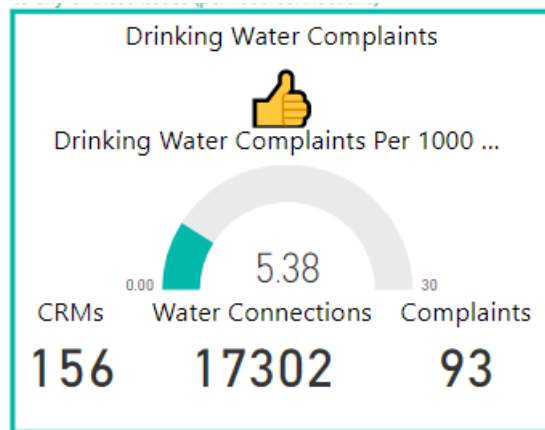 Drinking Water Complaints
Drinking Water Complaints Per 1000 ...
5.38
0.00 30
CRMs Water Connections Complaints
156 17302 93